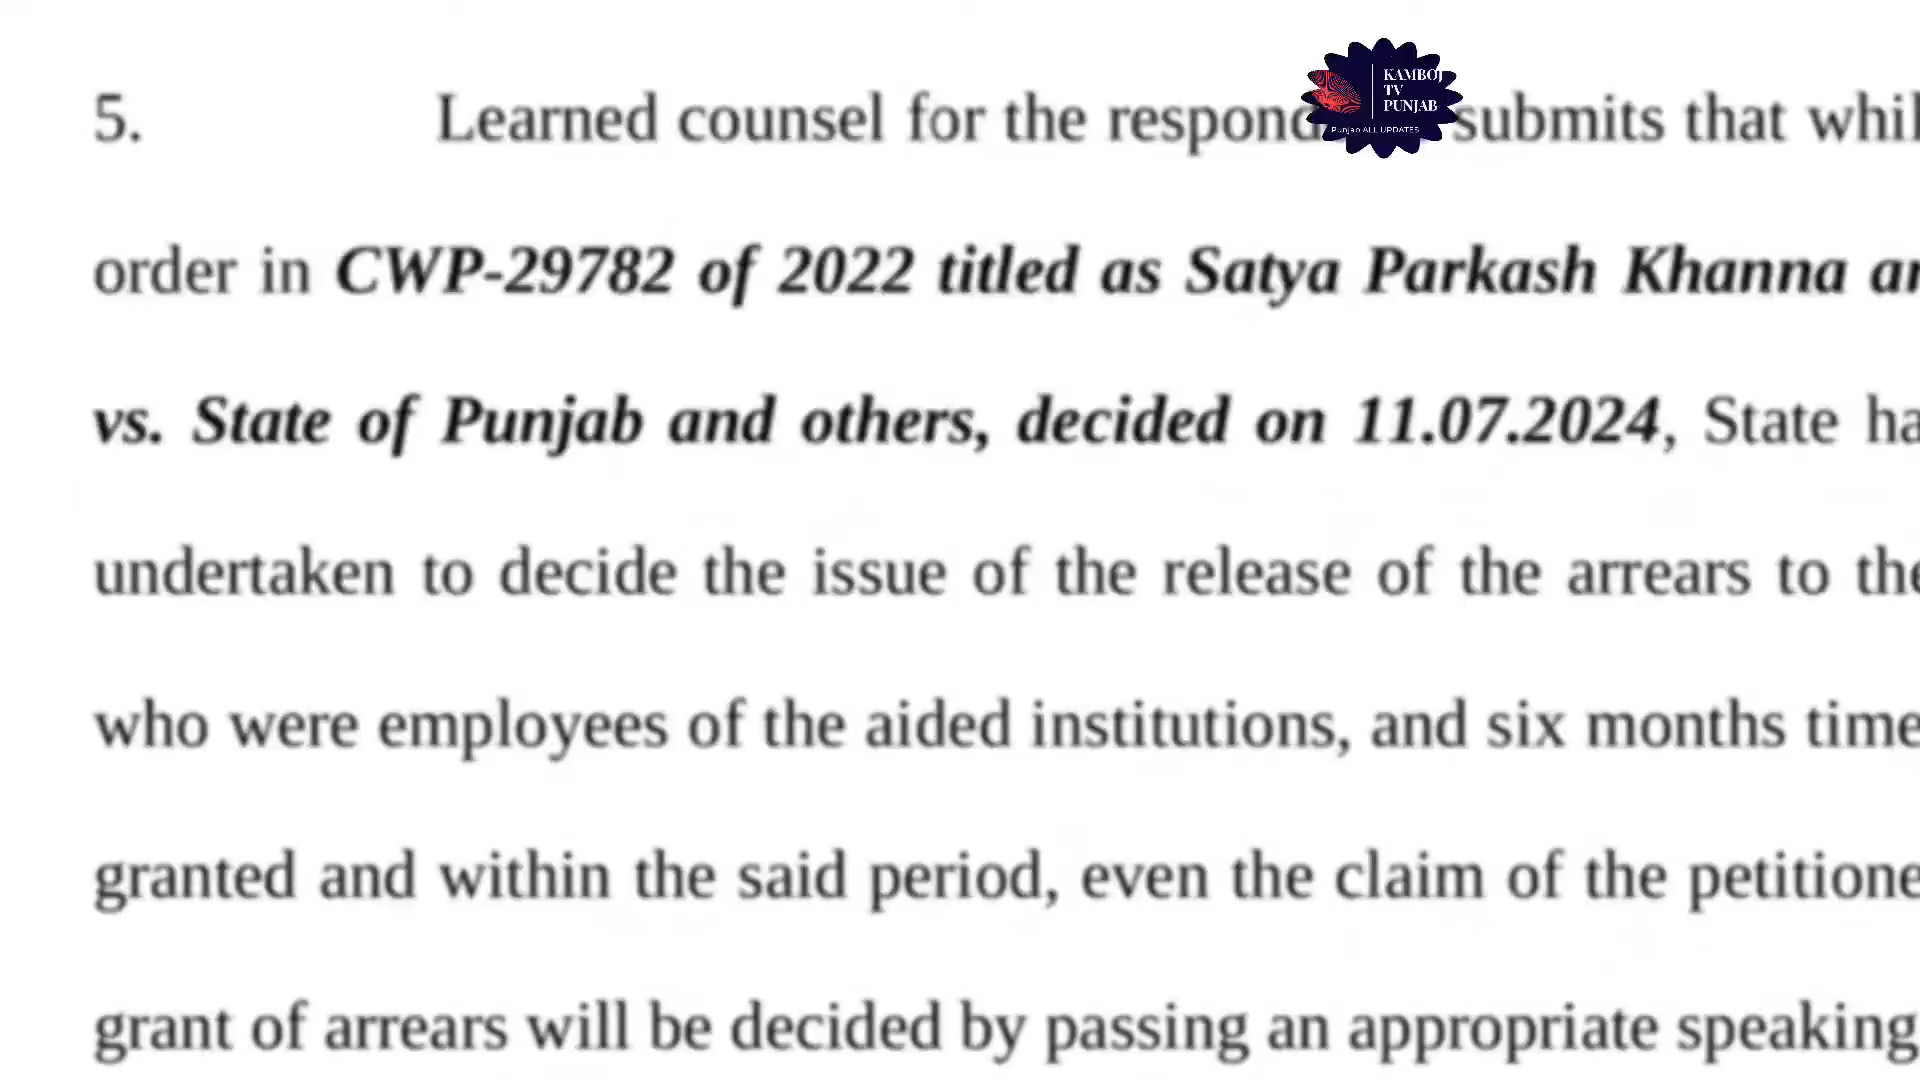 5. Learned counsel for the respond submits that whil
order in CWP-29782 of 2022 titled as Satya Parkash Khanna an
vs. State of Punjab and others, decided on 11.07.2024, State ha
undertaken to decide the issue of the release of the arrears to the
who were employees of the aided institutions, and six months time
granted and within the said period, even the claim of the petitione
grant of arrears will be decided by passing an appropriate speaking
KAMBOJ
TV
PUNJAB
Punjab ALL UPDATES